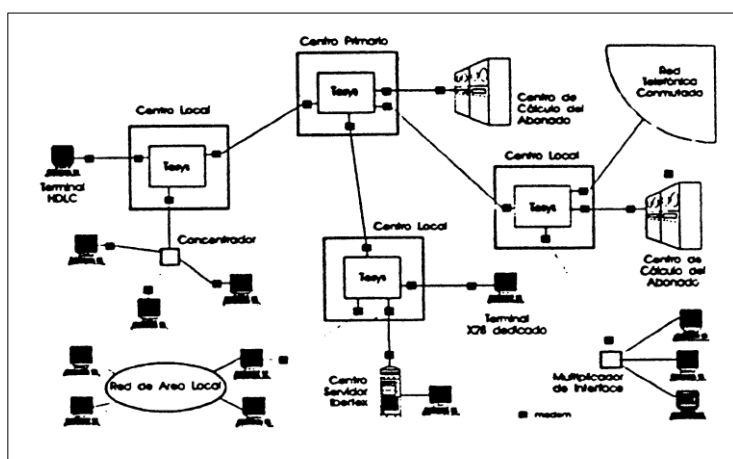 Centro Primario
Tesys
Centro de
Cálculo del
Abonado
Red
Telefónica
Conmutada
Centro Local
Tesys
Terminal
HDLC
Concentrador
Centro Local
Tesys
Centro de
Cálculo del
Abonado
Centro Local
Tesys
Terminal
X28 dedicado
Centro
Servidor
Ibertex
Red de Area Local
Multiplicador
de Interface
modem